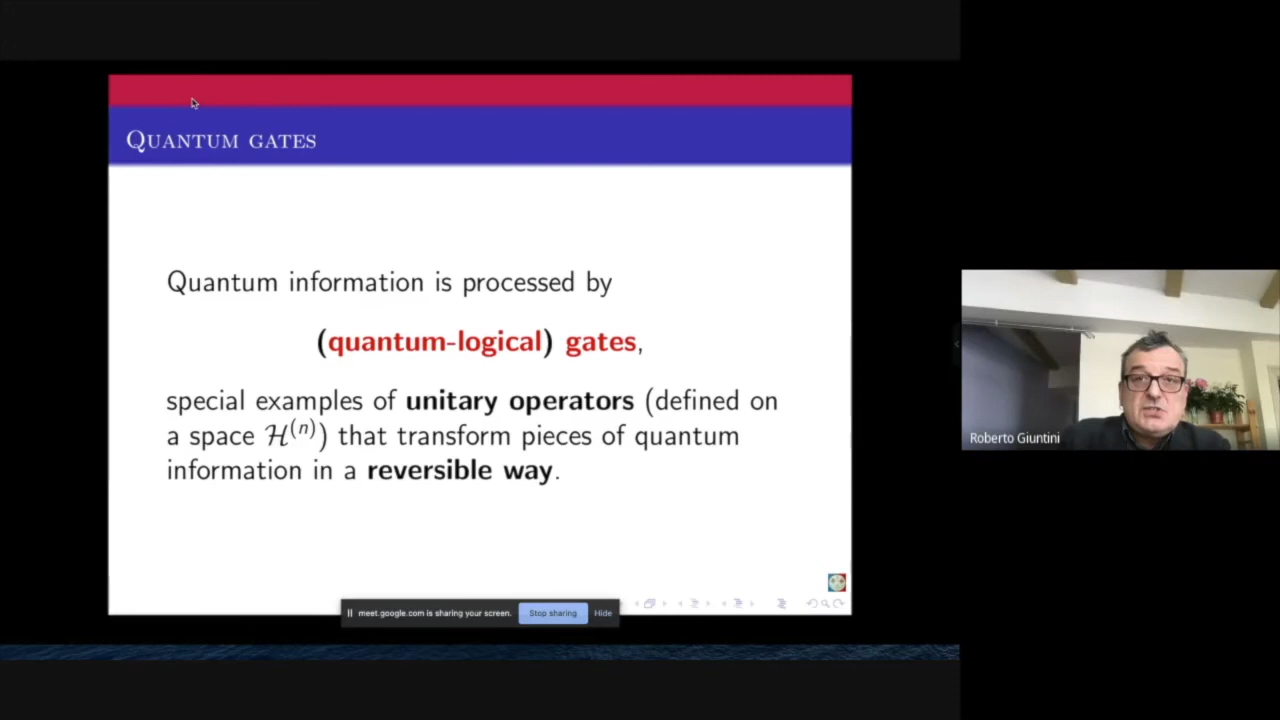 QUANTUM GATES
Quantum information is processed by
(quantum-logical) gates,
special examples of unitary operators (defined on
a space ℋ⁽ⁿ⁾) that transform pieces of quantum
information in a reversible way.
meet.google.com is sharing your screen. Stop sharing Hide
Roberto Giuntini